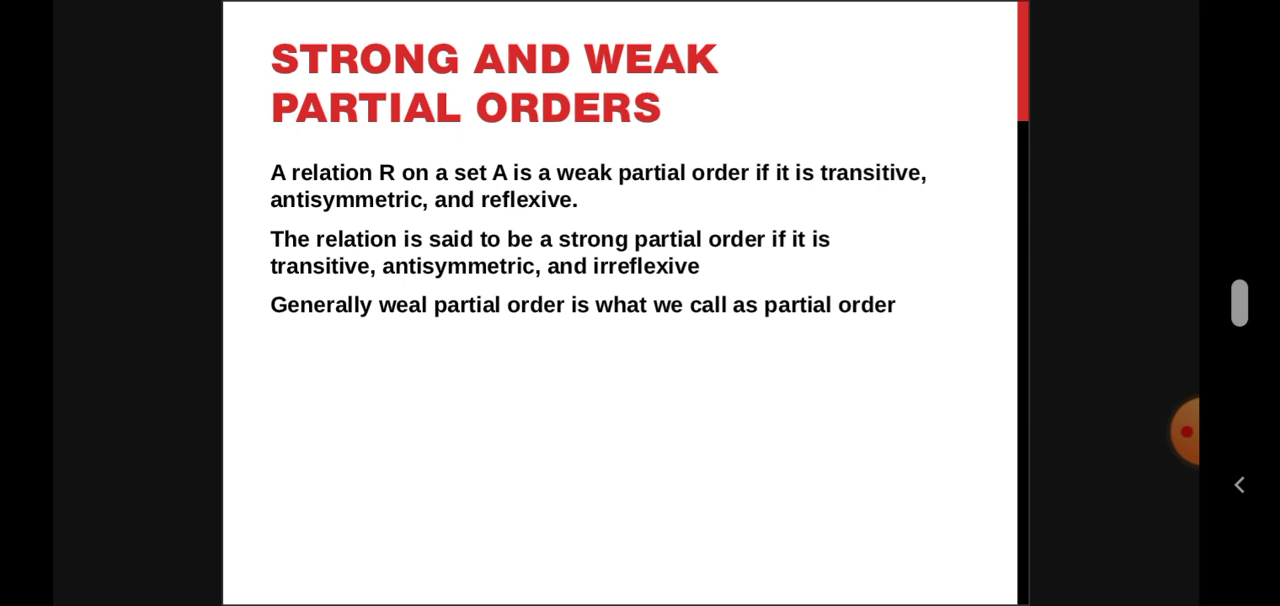 STRONG AND WEAK
PARTIAL ORDERS
A relation R on a set A is a weak partial order if it is transitive,
antisymmetric, and reflexive.
The relation is said to be a strong partial order if it is
transitive, antisymmetric, and irreflexive
Generally weal partial order is what we call as partial order